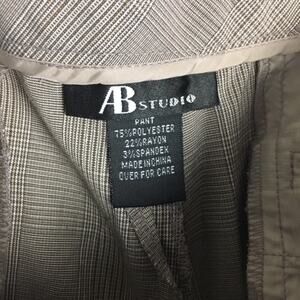 AB STUDIO
PANT
75% POLYESTER
22% RAYON
3% SPANDEX
MADE IN CHINA
OVER FOR CARE